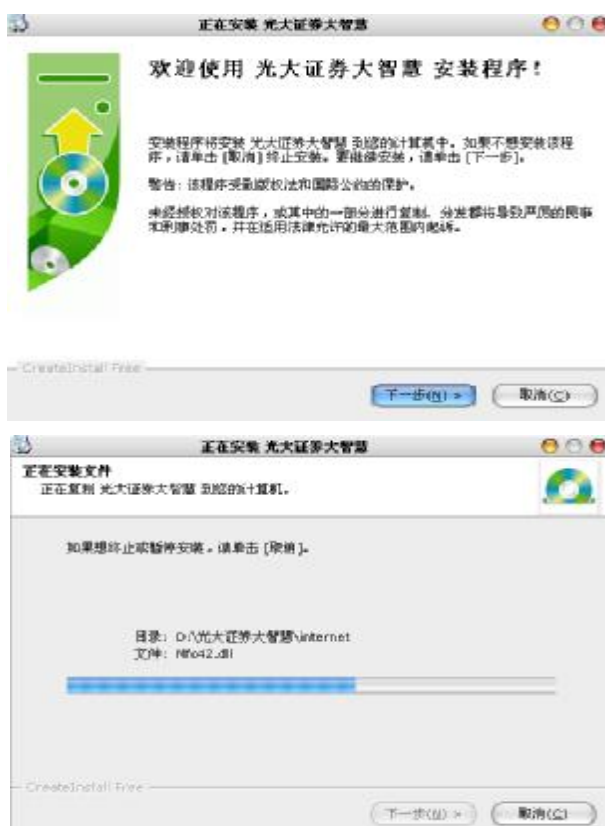 正在安装 光大证券大智慧
欢迎使用 光大证券大智慧 安装程序!
安装程序将安装 光大证券大智慧 到您的计算机中。如果不想安装该程
序，请单击 [取消] 终止安装。要继续安装，请单击 [下一步]。
警告: 该程序受到版权法和国际公约的保护。
未经授权对该程序，或其中的一部分进行复制、分发都将导致严厉的民事
和刑事处罚，并在适用法律允许的最大范围内起诉。
CreateInstall Free
下一步(N) >
取消(C)
正在安装 光大证券大智慧
正在安装文件
正在复制 光大证券大智慧 到您的计算机。
如果想终止或暂停安装，请单击 [取消]。
目录: D:\光大证券大智慧\internet
文件: Nfo42.dll
CreateInstall Free
下一步(N) >
取消(C)